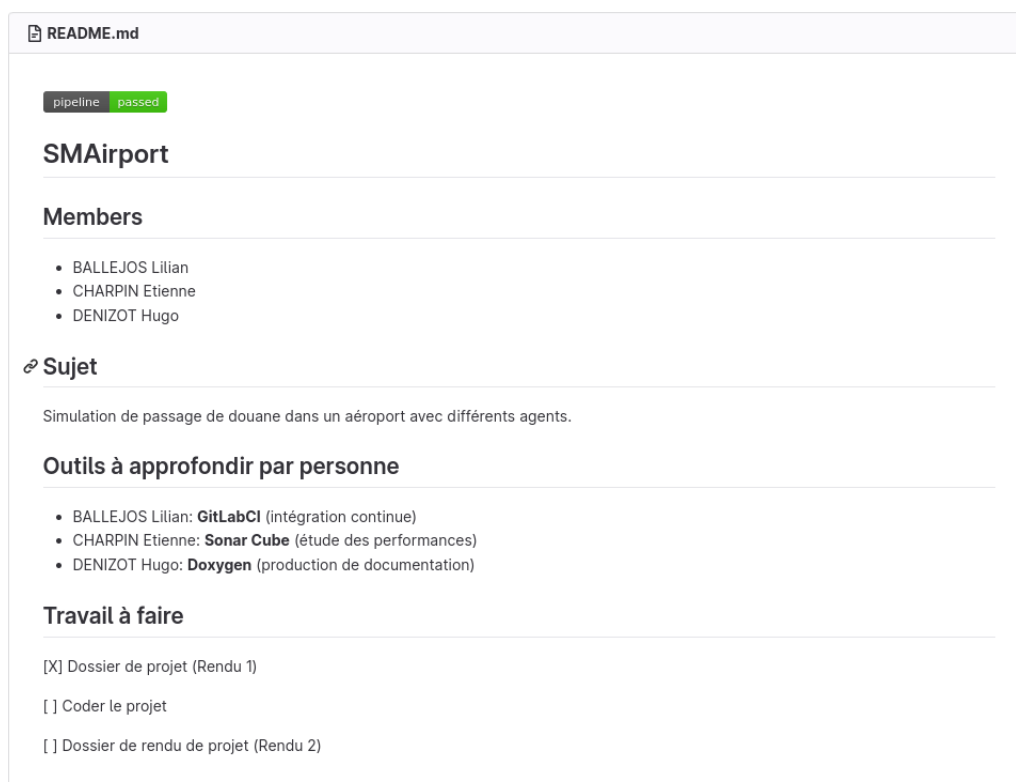 README.md
pipeline passed
SMAirport
Members
BALLEJOS Lilian
CHARPIN Etienne
DENIZOT Hugo
Sujet
Simulation de passage de douane dans un aéroport avec différents agents.
Outils à approfondir par personne
BALLEJOS Lilian: GitLabCI (intégration continue)
CHARPIN Etienne: Sonar Cube (étude des performances)
DENIZOT Hugo: Doxygen (production de documentation)
Travail à faire
[X] Dossier de projet (Rendu 1)
[ ] Coder le projet
[ ] Dossier de rendu de projet (Rendu 2)